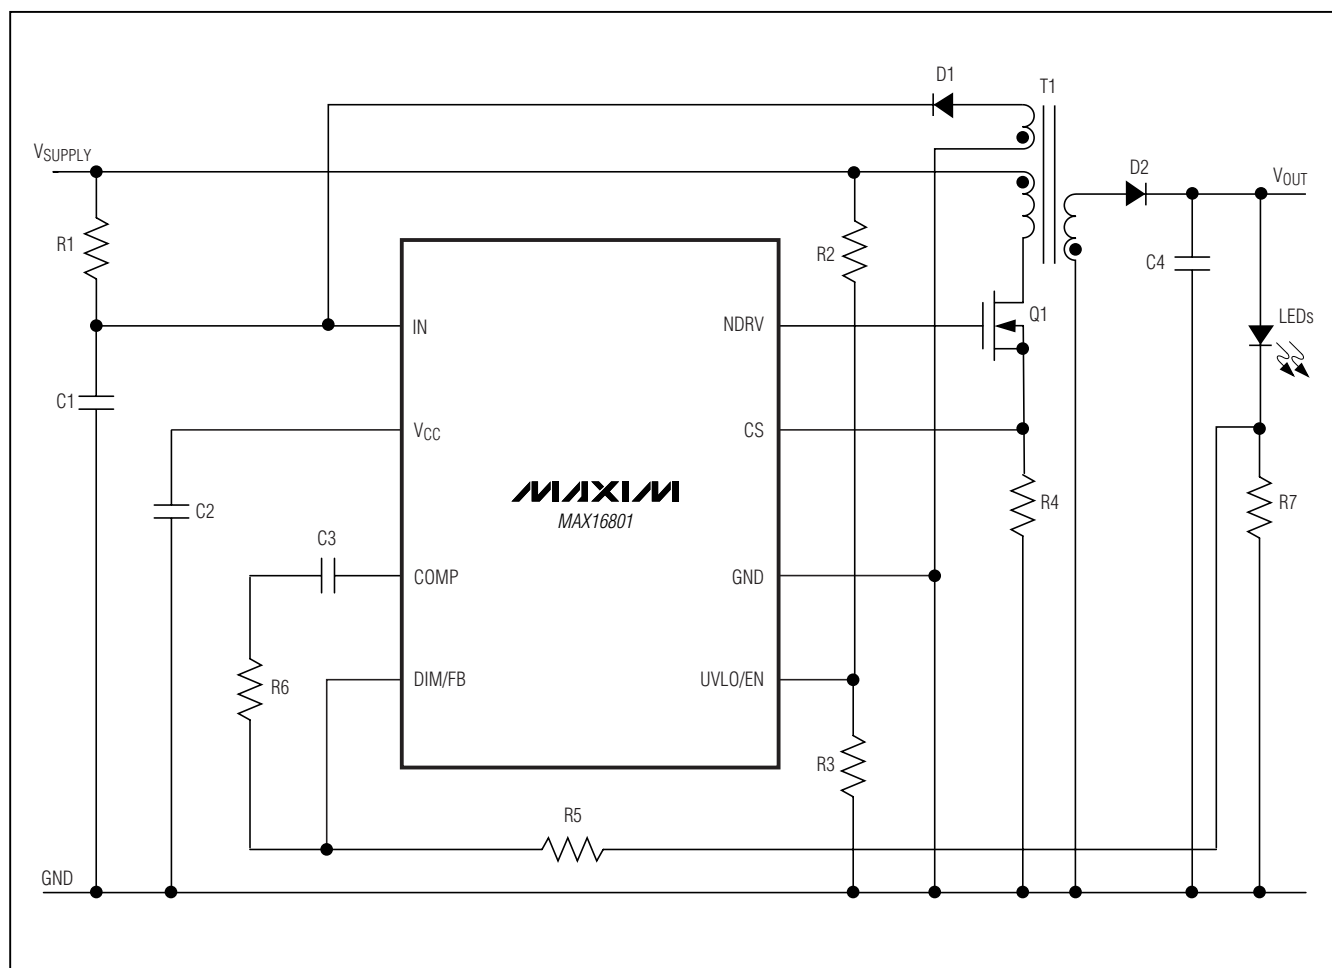 D1
T1
VSUPPLY
D2
VOUT
R1
R2
C4
IN
NDRV
Q1
LEDs
C1
VCC
CS
MAXIM
MAX16801
C2
R4
R7
C3
COMP
GND
R6
DIM/FB
UVLO/EN
R3
R5
GND